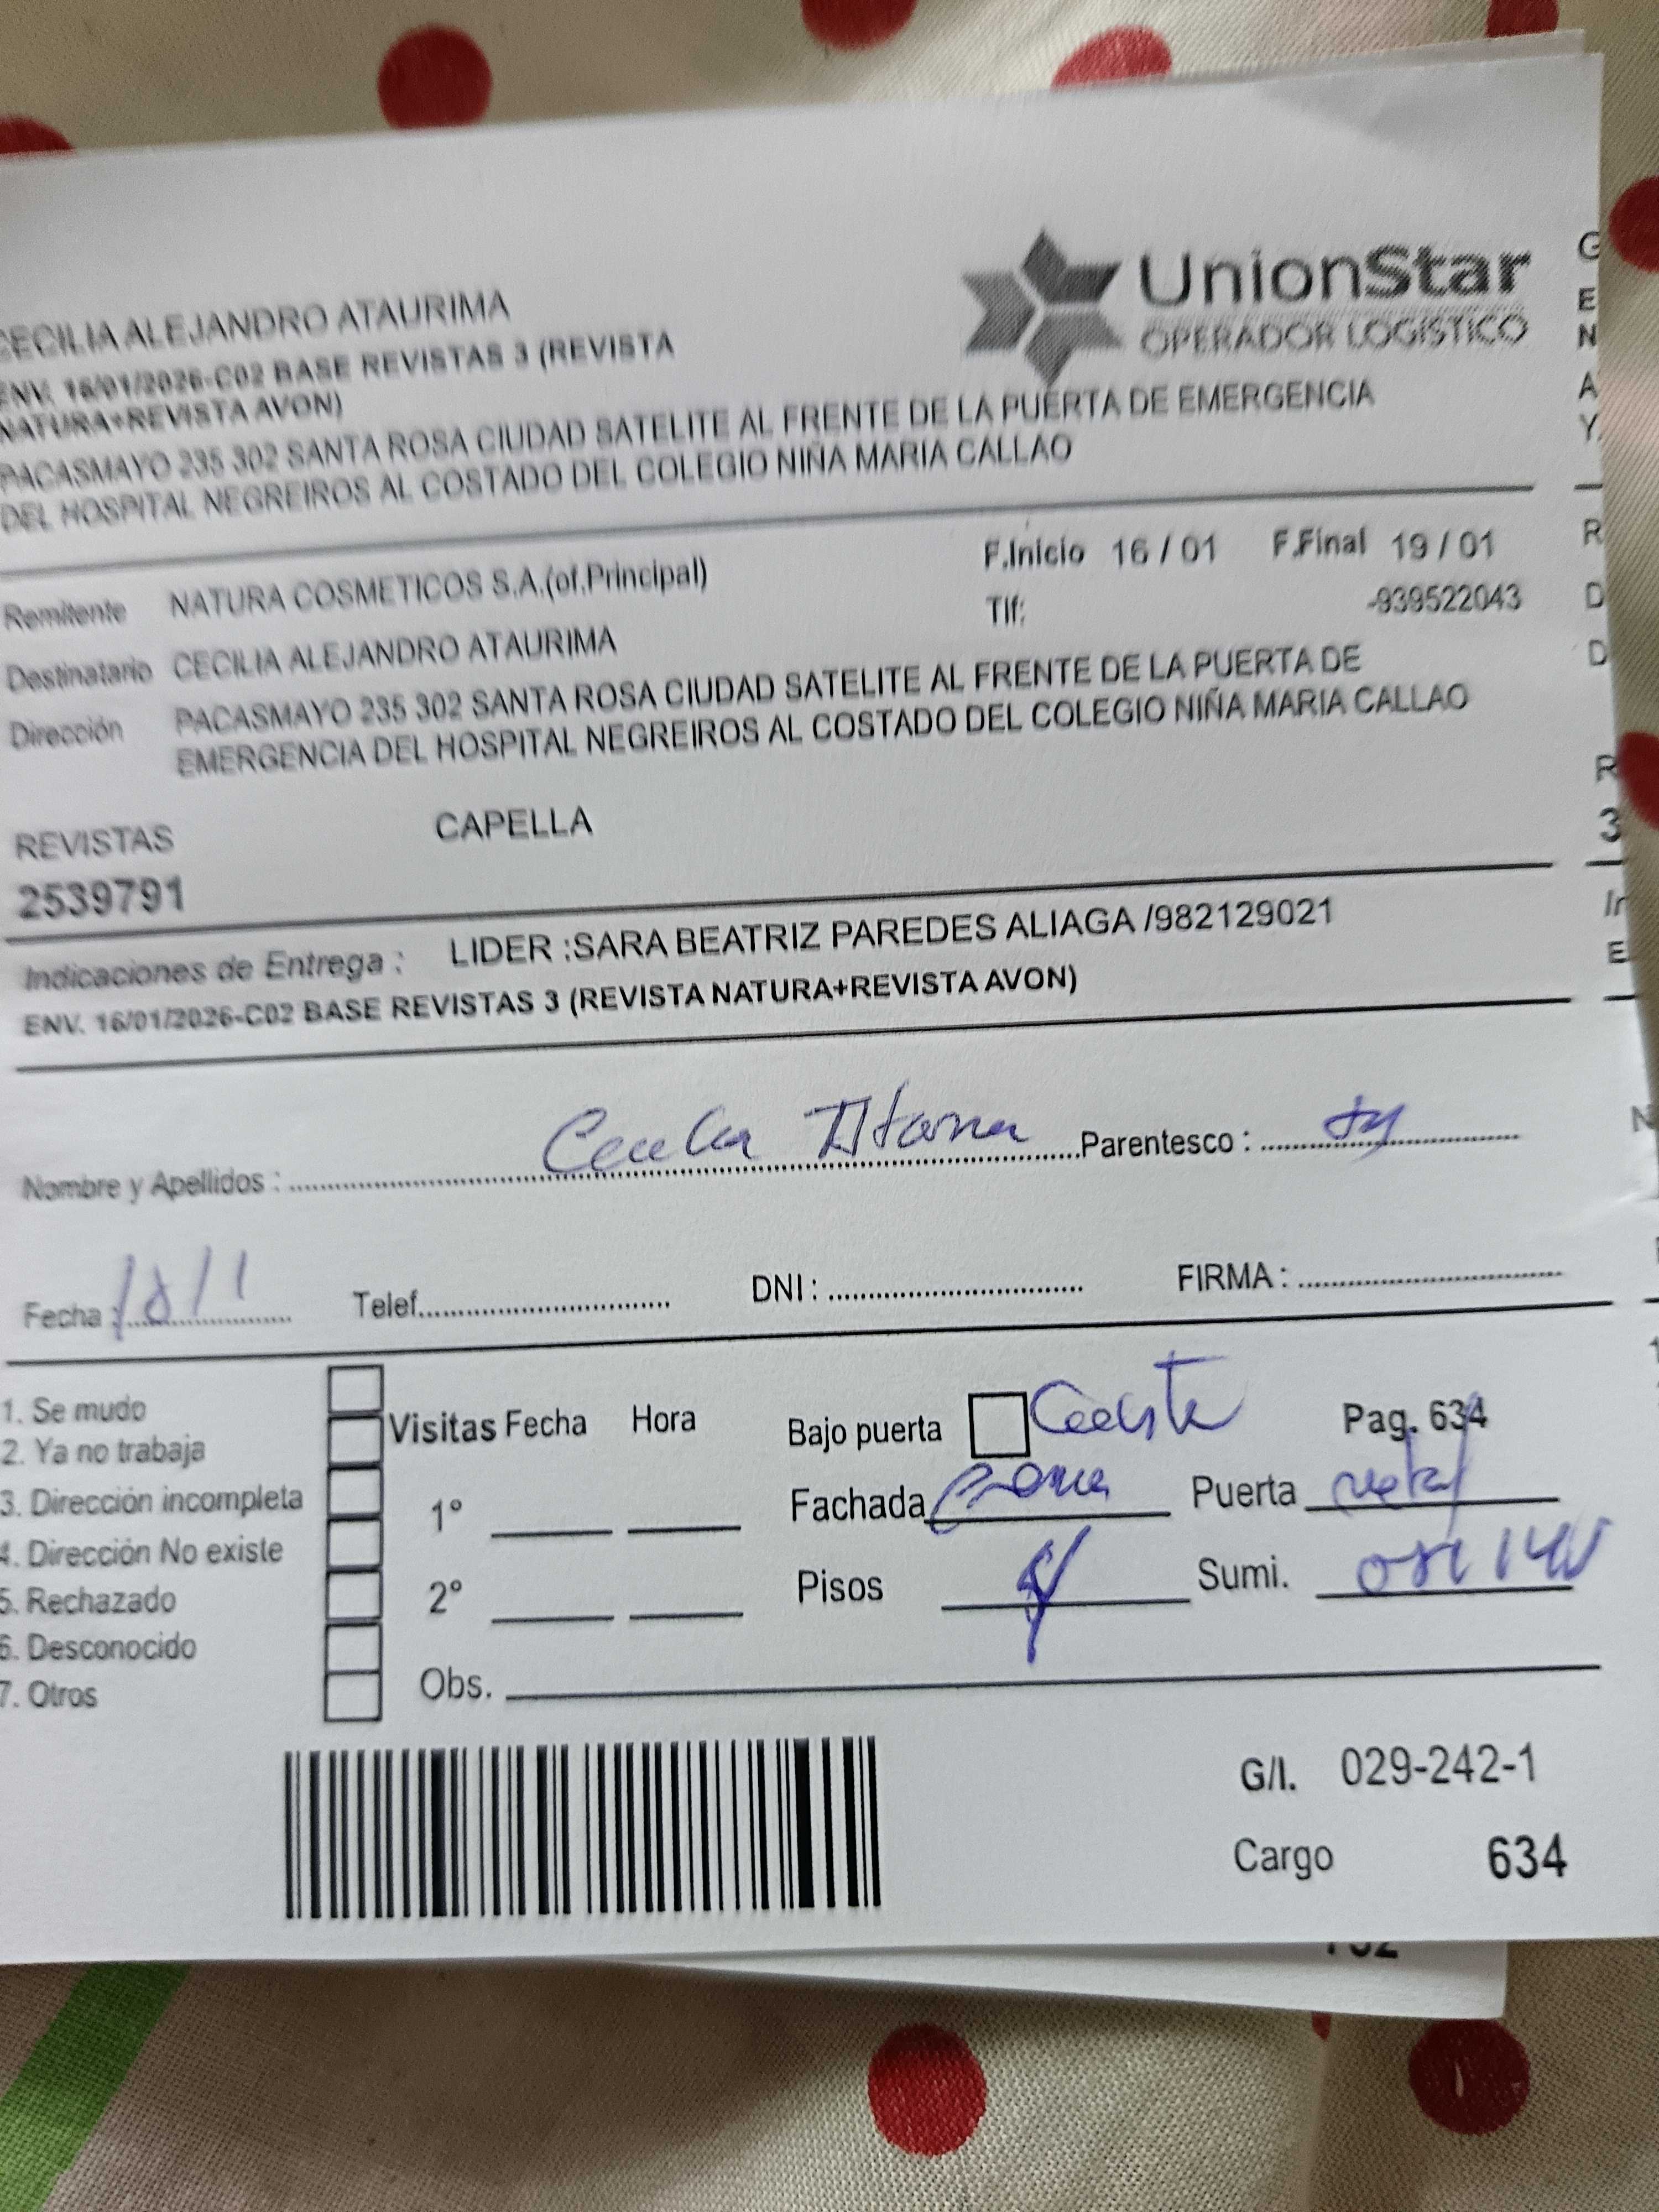 CECILIA ALEJANDRO ATAURIMA
ENV. 16/01/2026-C02 BASE REVISTAS 3 (REVISTA
NATURA+REVISTA AVON)
PACASMAYO 235 302 SANTA ROSA CIUDAD SATELITE AL FRENTE DE LA PUERTA DE EMERGENCIA
DEL HOSPITAL NEGREIROS AL COSTADO DEL COLEGIO NIÑA MARIA CALLAO
UnionStar
OPERADOR LOGÍSTICO
Remitente NATURA COSMETICOS S.A.(of.Principal)
F.Inicio 16 / 01 F.Final 19 / 01
Tlf: -939522043
Destinatario CECILIA ALEJANDRO ATAURIMA
Dirección PACASMAYO 235 302 SANTA ROSA CIUDAD SATELITE AL FRENTE DE LA PUERTA DE
EMERGENCIA DEL HOSPITAL NEGREIROS AL COSTADO DEL COLEGIO NIÑA MARIA CALLAO
REVISTAS CAPELLA
2539791
Indicaciones de Entrega : LIDER :SARA BEATRIZ PAREDES ALIAGA /982129021
ENV. 16/01/2026-C02 BASE REVISTAS 3 (REVISTA NATURA+REVISTA AVON)
Nombre y Apellidos : Parentesco :
Fecha : 18/1 Telef. DNI : FIRMA :
1. Se mudo
2. Ya no trabaja
3. Dirección incompleta
4. Dirección No existe
5. Rechazado
6. Desconocido
7. Otros
Visitas Fecha Hora
1°
2°
Obs.
Bajo puerta Pag. 634
Fachada Puerta metal
Pisos Sumi.
G/I. 029-242-1
Cargo 634